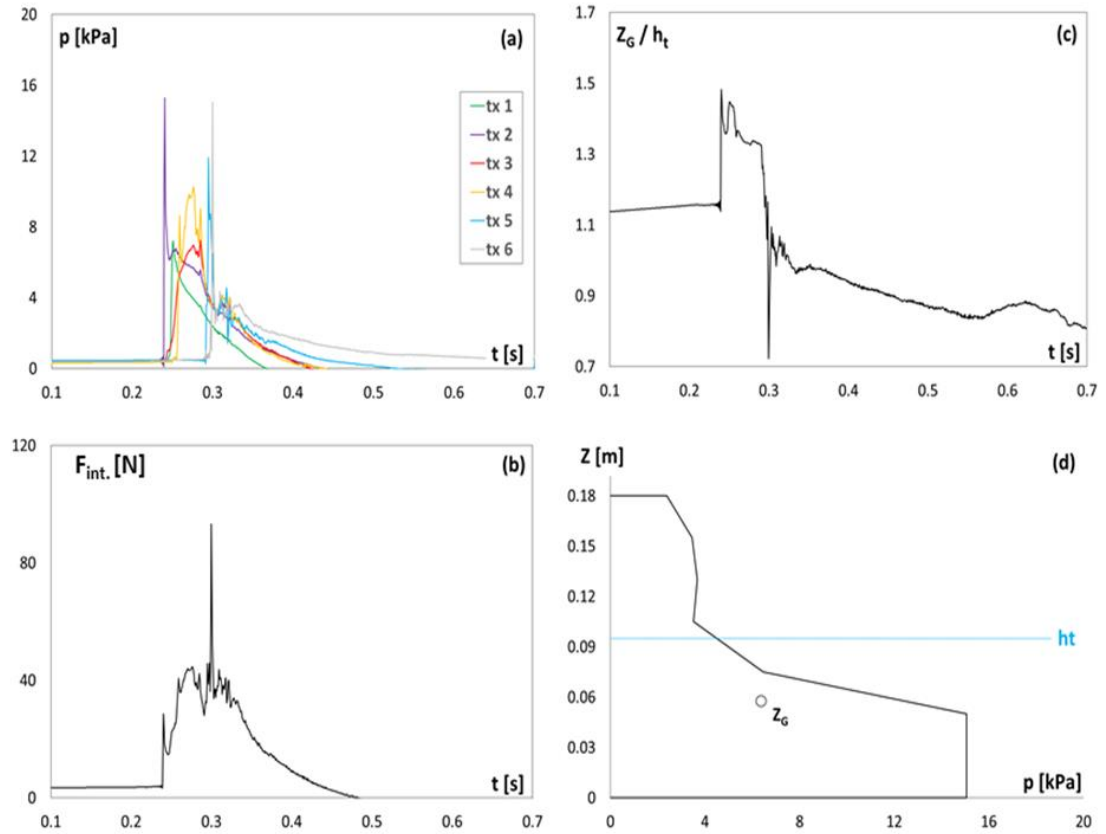 20
p [kPa]
(a)
16
12
8
4
0
tx 1
tx 2
tx 3
tx 4
tx 5
tx 6
t [s]
0.1 0.2 0.3 0.4 0.5 0.6 0.7
1.7
Z_G / h_t
(c)
1.5
1.3
1.1
0.9
0.7
t [s]
0.1 0.2 0.3 0.4 0.5 0.6 0.7
120
F_int. [N]
(b)
80
40
0
t [s]
0.1 0.2 0.3 0.4 0.5 0.6 0.7
Z [m]
(d)
0.18
0.15
0.12
0.09
ht
0.06
Z_G
0.03
0
p [kPa]
0 4 8 12 16 20